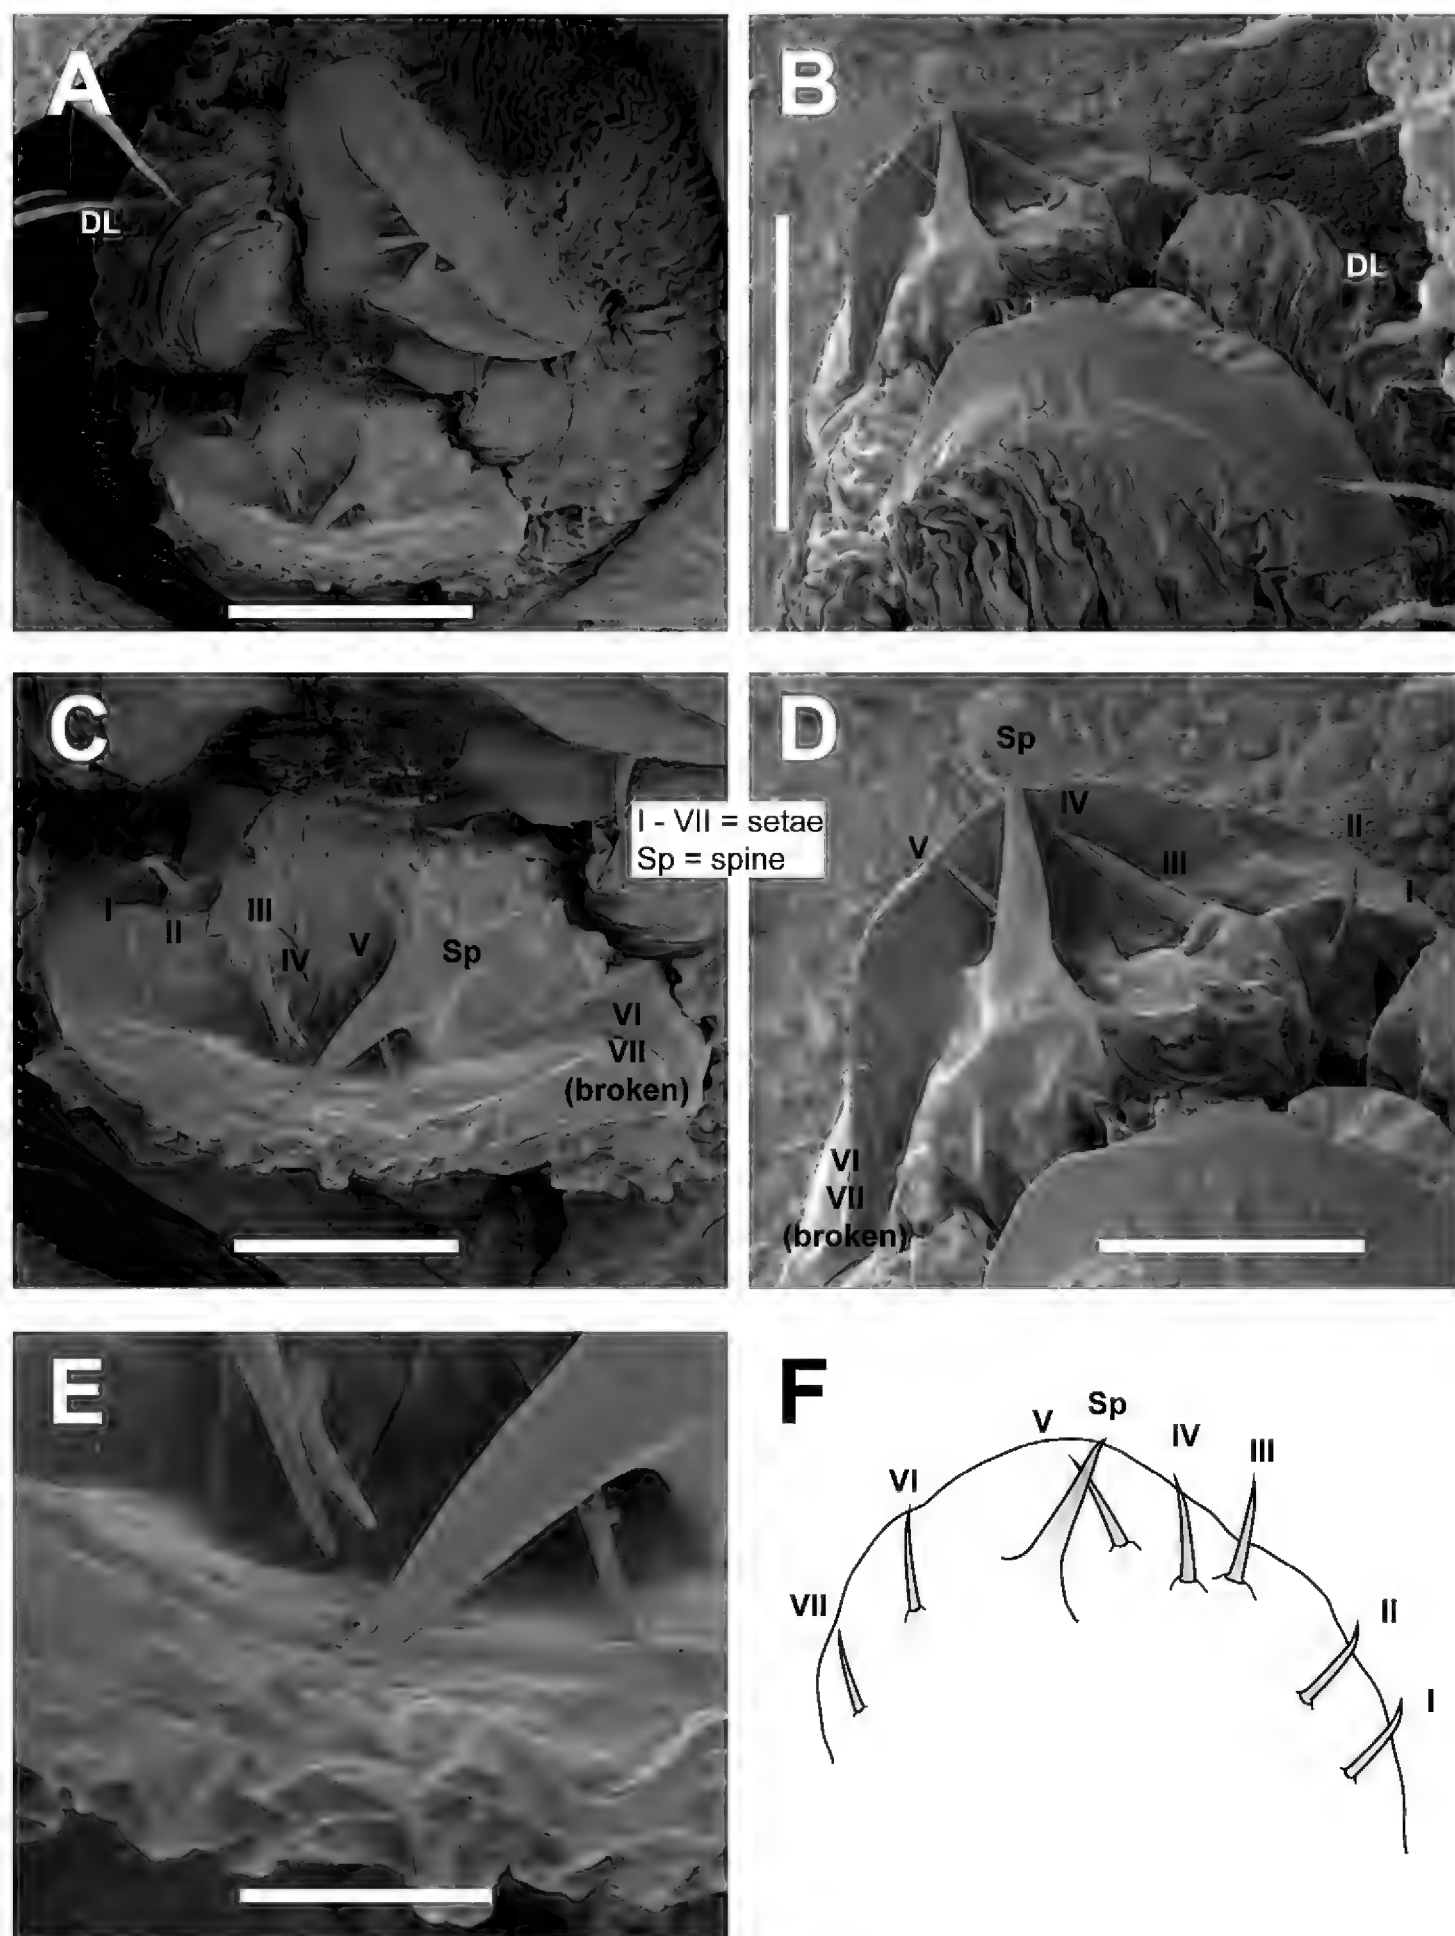 A
DL
B
DL
C
I
II
III
IV
V
Sp
VI
VII
(broken)
I - VII = setae
Sp = spine
D
Sp
IV
V
III
II
I
VI
VII
(broken)
E
F
Sp
V
IV
III
VI
VII
II
I